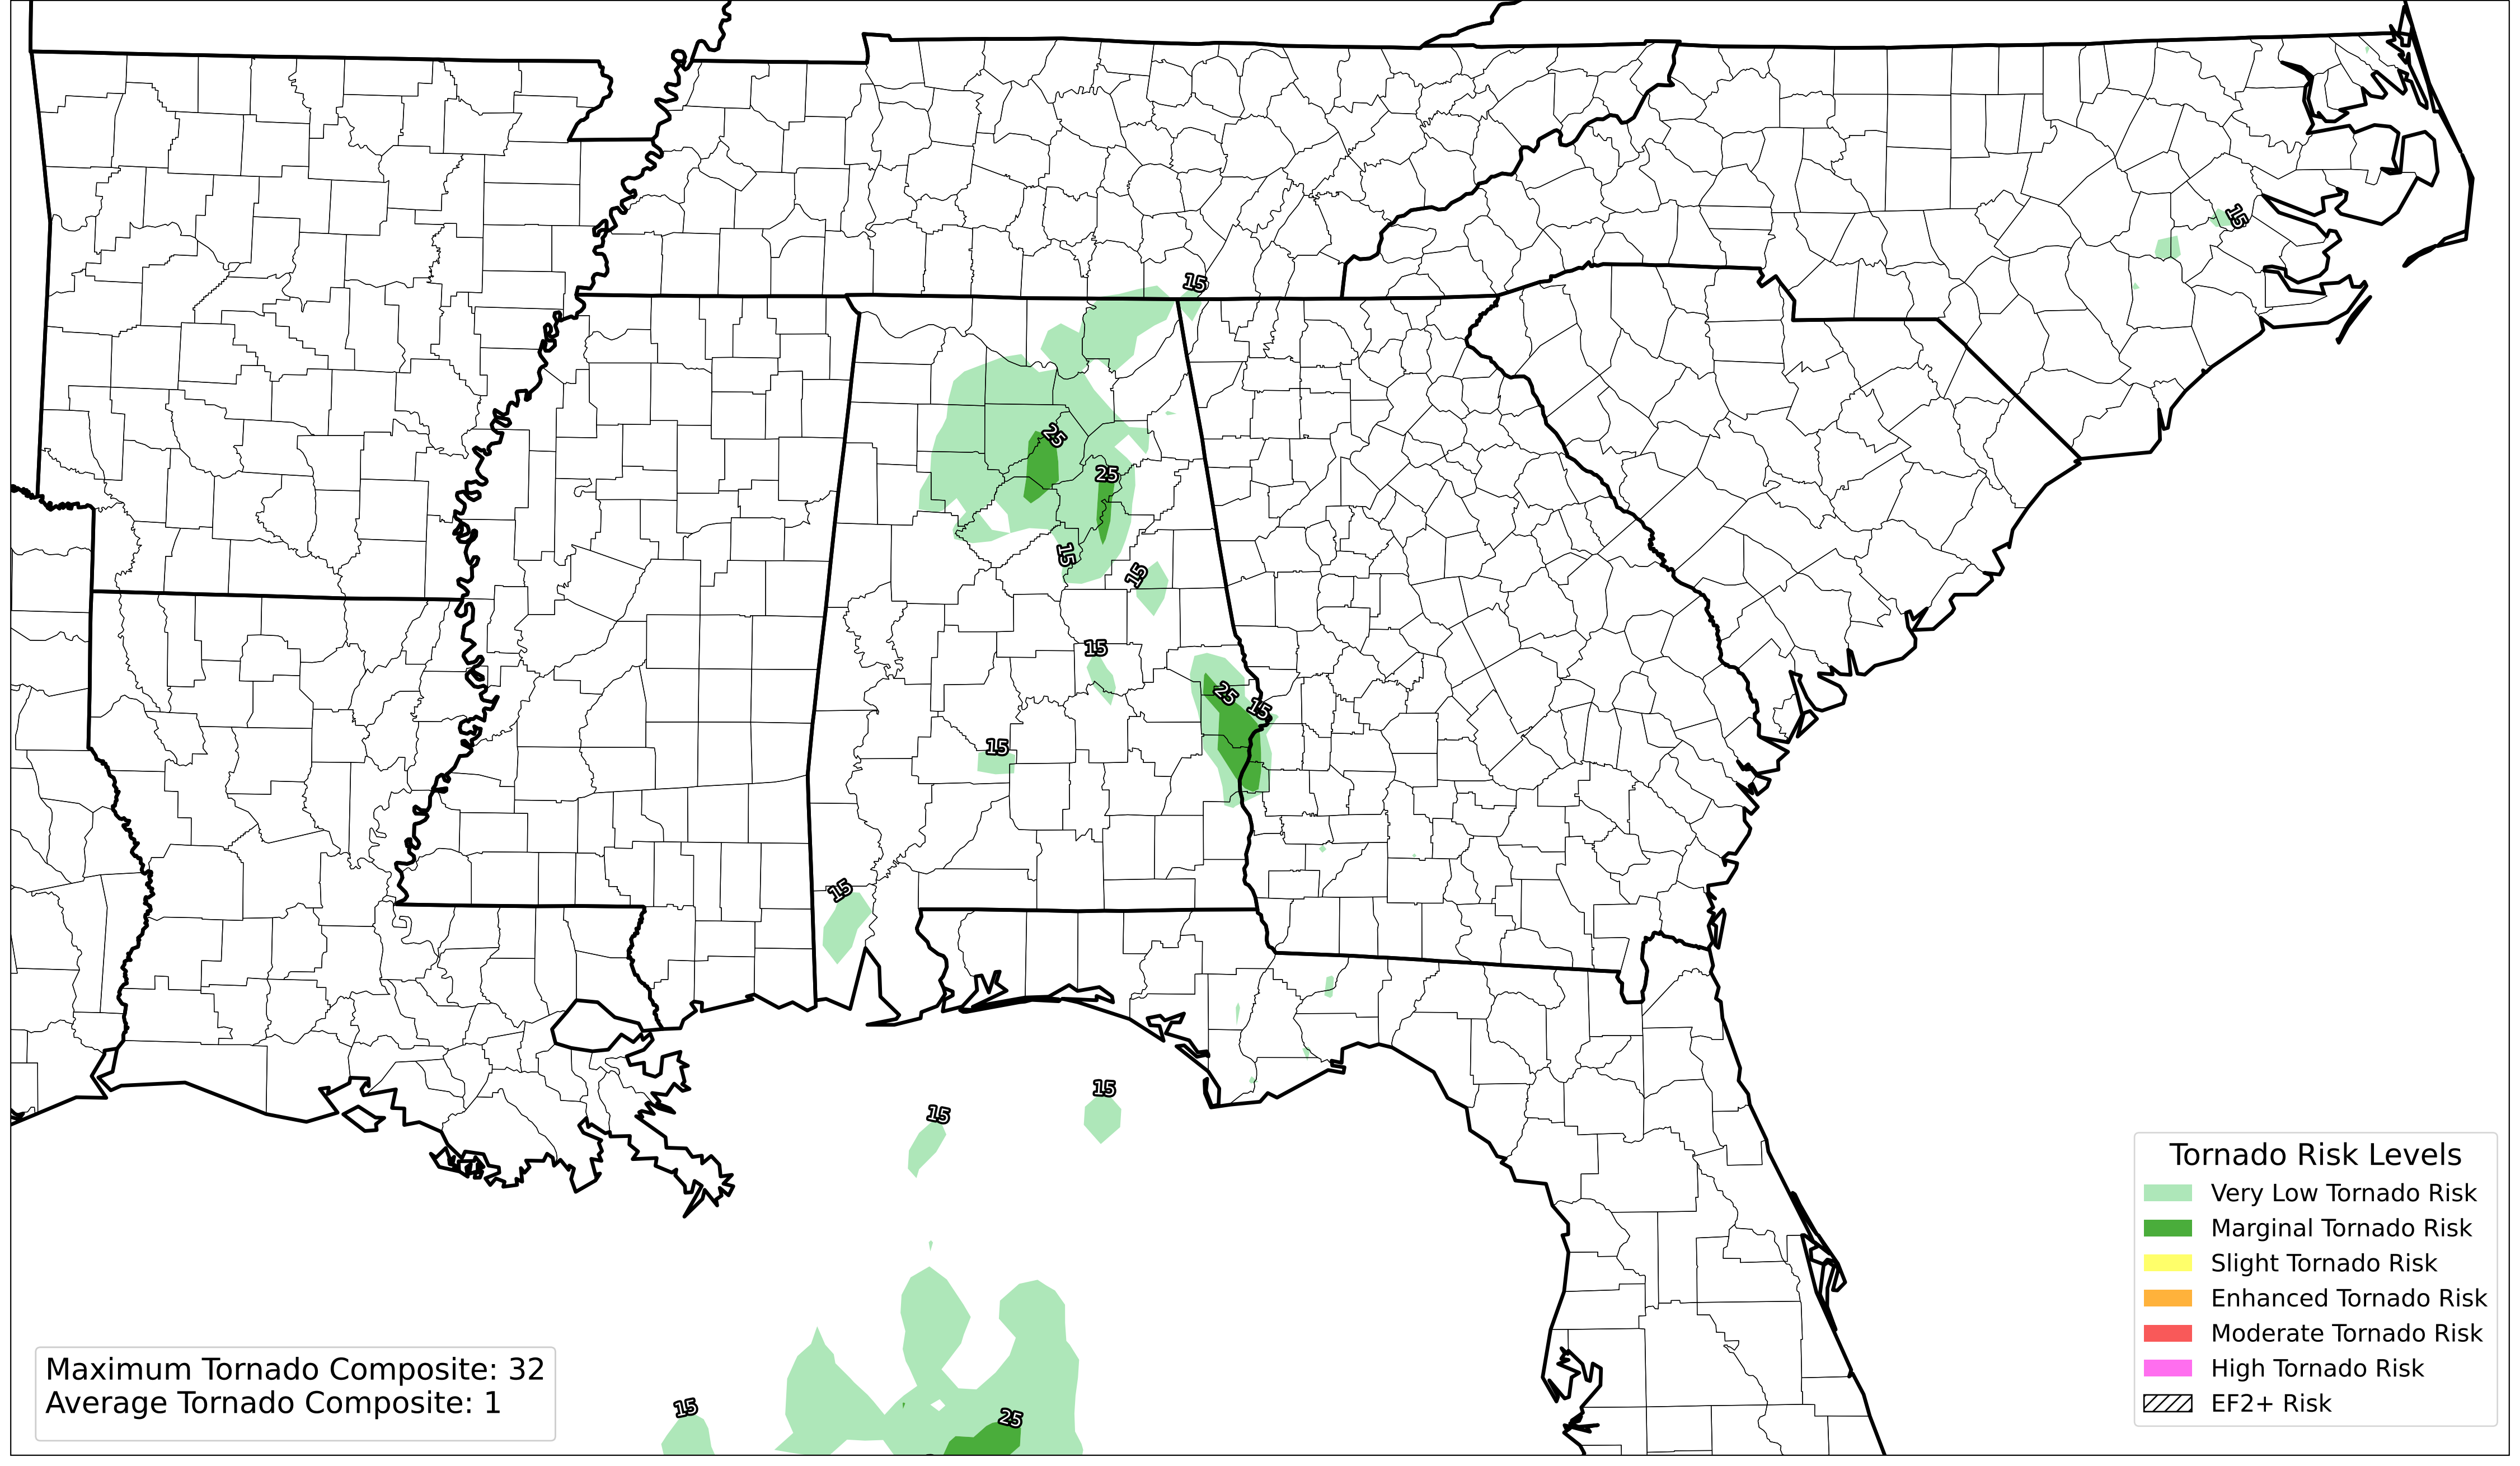 15
15
25
25
15
15
15
25
15
15
15
15
15
15
25
Tornado Risk Levels
Very Low Tornado Risk
Marginal Tornado Risk
Slight Tornado Risk
Enhanced Tornado Risk
Moderate Tornado Risk
High Tornado Risk
EF2+ Risk
Maximum Tornado Composite: 32
Average Tornado Composite: 1